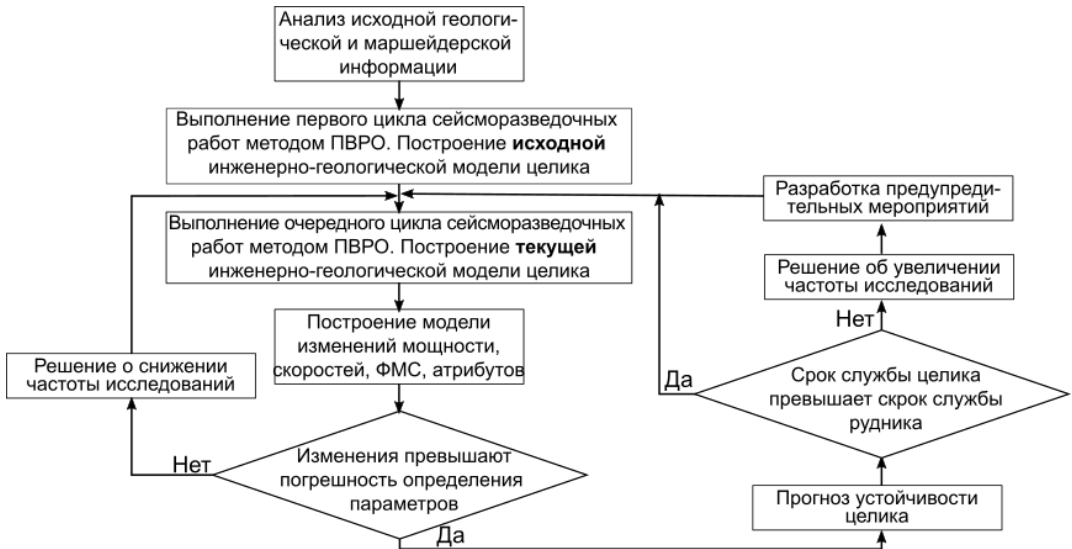 Анализ исходной геологи-
ческой и маршейдерской
информации
Выполнение первого цикла сейсморазведочных
работ методом ПВРО. Построение исходной
инженерно-геологической модели целика
Выполнение очередного цикла сейсморазведочных
работ методом ПВРО. Построение текущей
инженерно-геологической модели целика
Построение модели
изменений мощности,
скоростей, ФМС, атрибутов
Изменения превышают
погрешность определения
параметров
Нет
Решение о снижении
частоты исследований
Да
Прогноз устойчивости
целика
Срок службы целика
превышает скрок службы
рудника
Да
Нет
Решение об увеличении
частоты исследований
Разработка предупреди-
тельных мероприятий